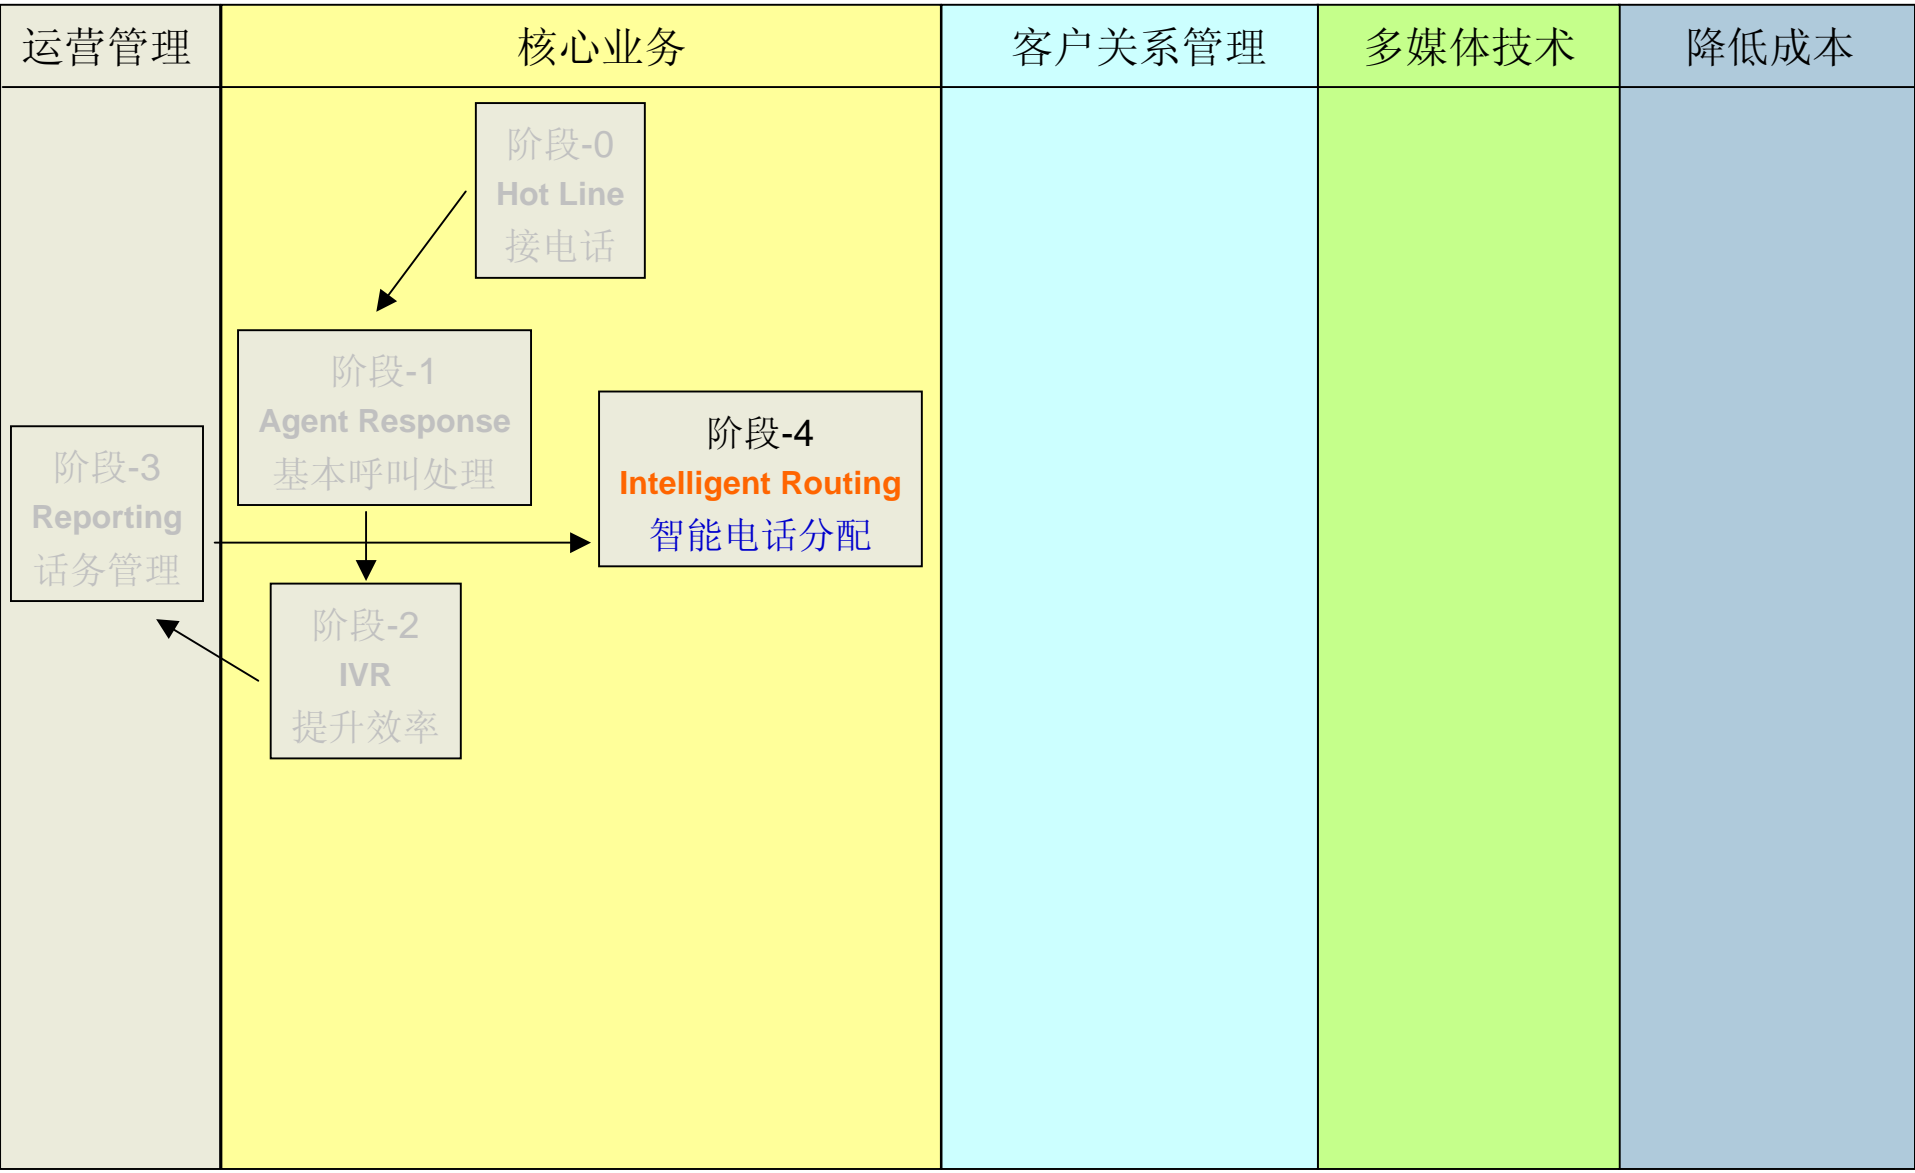 运营管理
核心业务
客户关系管理
多媒体技术
降低成本
阶段-0
Hot Line
接电话
阶段-1
Agent Response
基本呼叫处理
阶段-4
Intelligent Routing
智能电话分配
阶段-3
Reporting
话务管理
阶段-2
IVR
提升效率